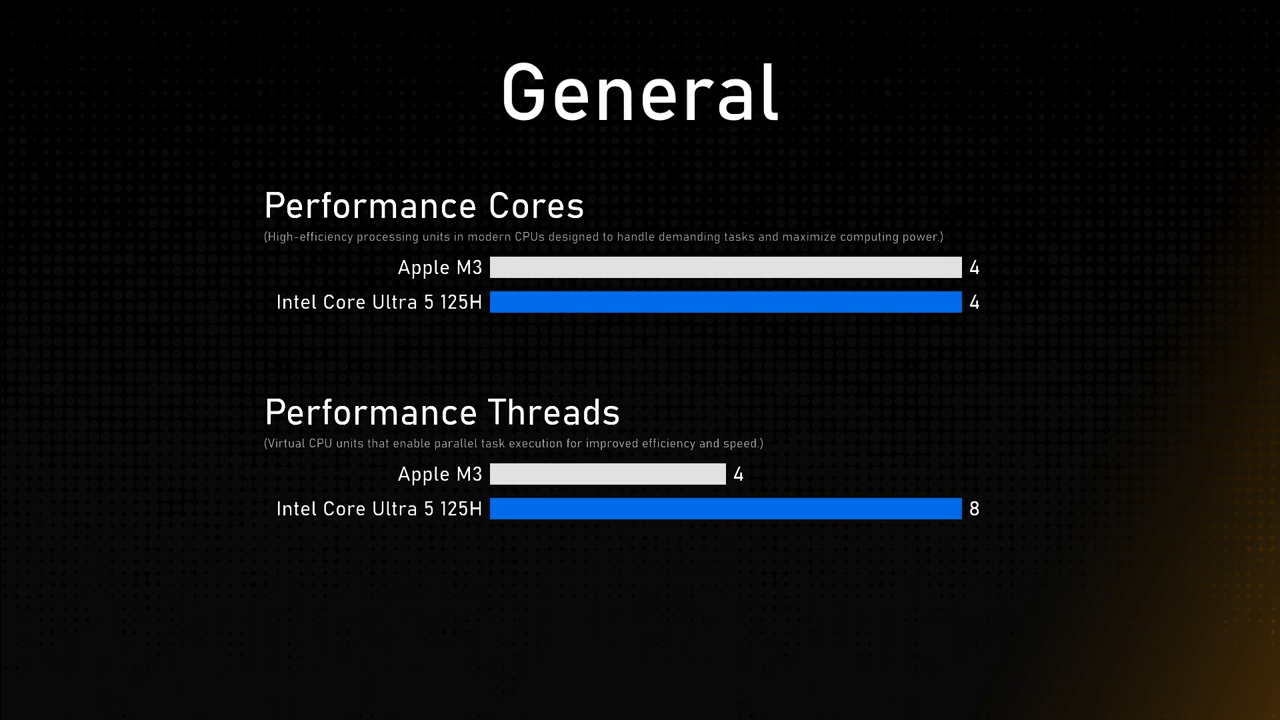 General
Performance Cores
(High-efficiency processing units in modern CPUs designed to handle demanding tasks and maximize computing power.)
Apple M3 4
Intel Core Ultra 5 125H 4
Performance Threads
(Virtual CPU units that enable parallel task execution for improved efficiency and speed.)
Apple M3 4
Intel Core Ultra 5 125H 8